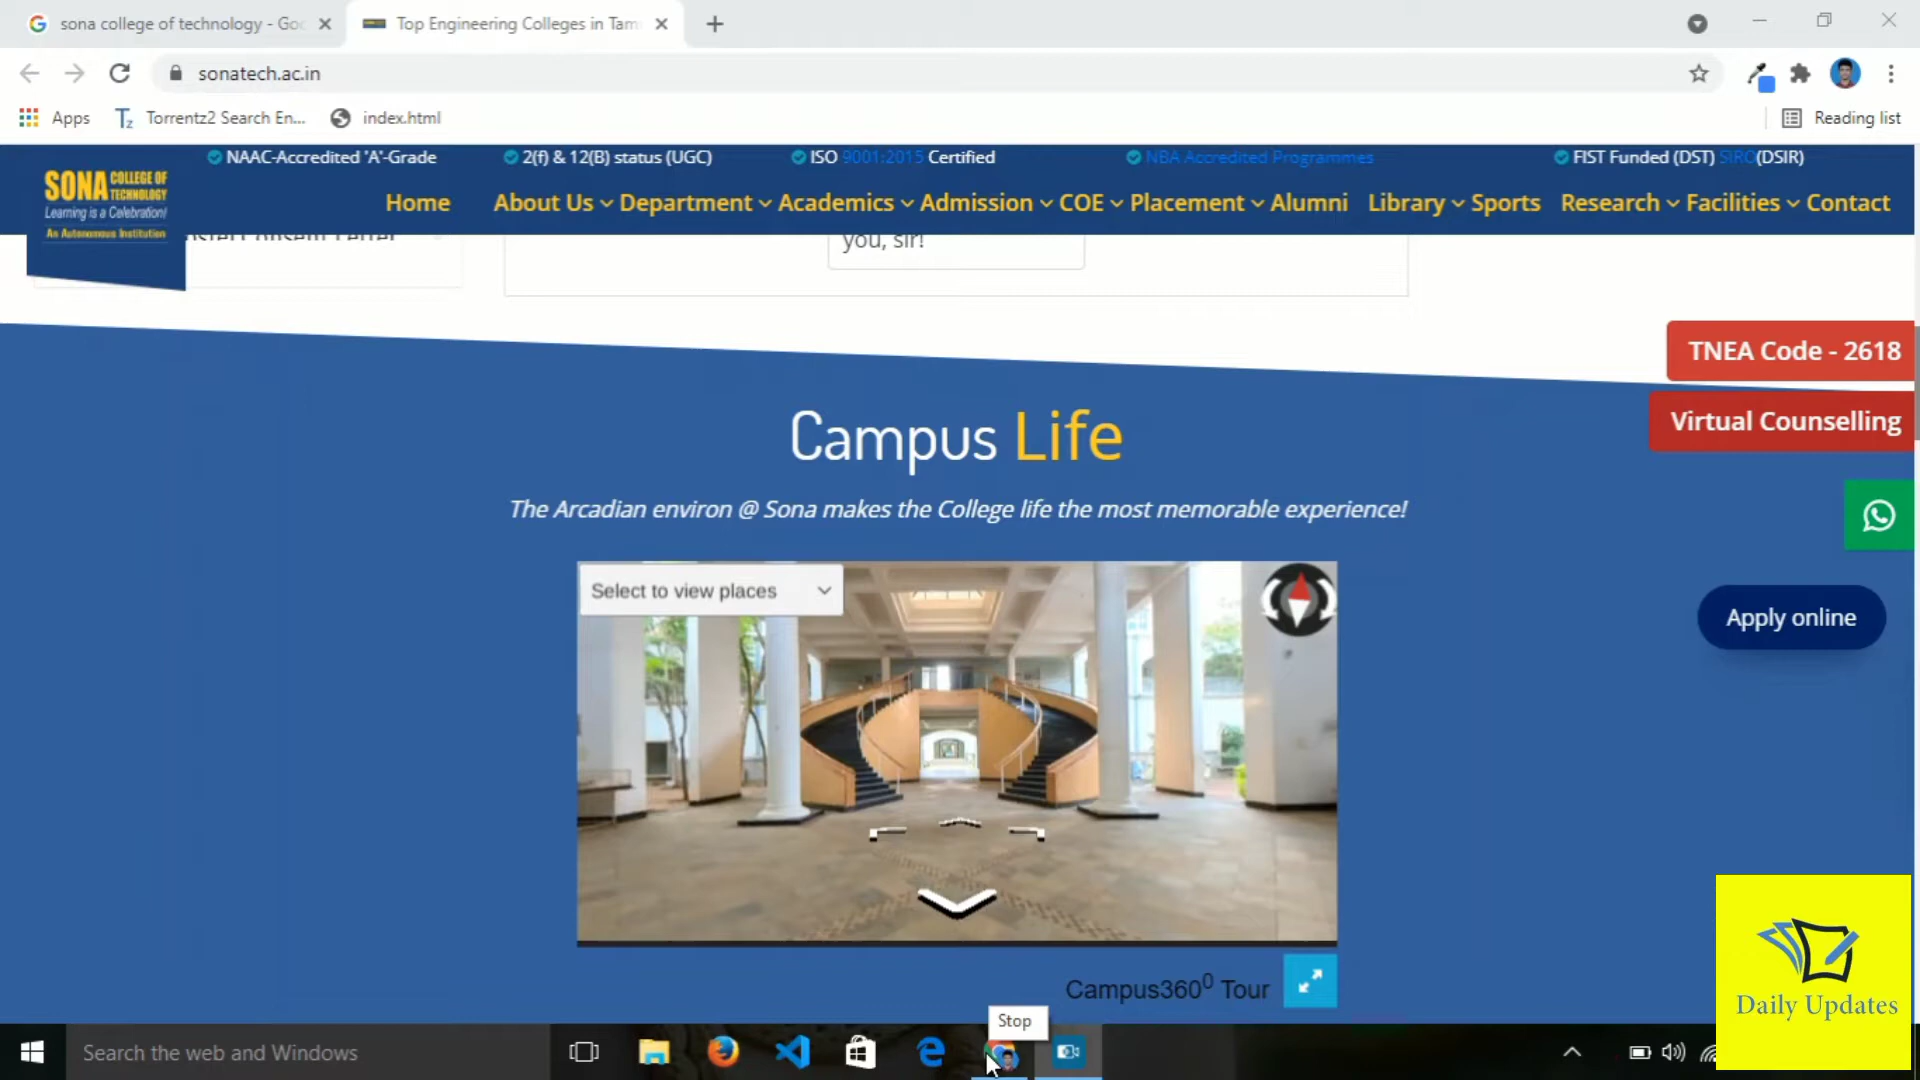 sona college of technology - Goo
Top Engineering Colleges in Tam
sonatech.ac.in
Apps
Tz Torrentz2 Search En...
index.html
Reading list
NAAC-Accredited 'A'-Grade
2(f) & 12(B) status (UGC)
ISO 9001:2015 Certified
NBA Accredited Programmes
FIST Funded (DST) SIRO(DSIR)
SONA COLLEGE OF TECHNOLOGY
Learning is a Celebration!
An Autonomous Institution
Home About Us Department Academics Admission COE Placement Alumni Library Sports Research Facilities Contact
you, sir!
TNEA Code - 2618
Virtual Counselling
Campus Life
The Arcadian environ @ Sona makes the College life the most memorable experience!
Select to view places
Apply online
Campus360⁰ Tour
Stop
Daily Updates
Search the web and Windows